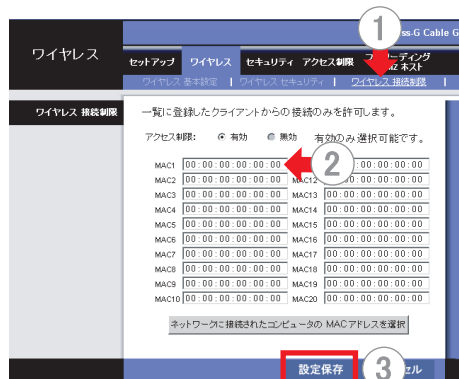 1
ss-G Cable G
ワイヤレス
セットアップ ワイヤレス セキュリティ アクセス制限
ディング
ホスト
ワイヤレス 基本設定 | ワイヤレス セキュリティ | ワイヤレス 接続制限 |
ワイヤレス 接続制限
一覧に登録したクライアントからの 接続のみを許可します。
アクセス制限: 有効 無効 有効のみ 選択可能です。
MAC1 00:00:00:00:00:00 2 :00:00:00:00
MAC2 00:00:00:00:00:00 MAC12 :00:00:00:00
MAC3 00:00:00:00:00:00 MAC13 00:00:00:00:00:00
MAC4 00:00:00:00:00:00 MAC14 00:00:00:00:00:00
MAC5 00:00:00:00:00:00 MAC15 00:00:00:00:00:00
MAC6 00:00:00:00:00:00 MAC16 00:00:00:00:00:00
MAC7 00:00:00:00:00:00 MAC17 00:00:00:00:00:00
MAC8 00:00:00:00:00:00 MAC18 00:00:00:00:00:00
MAC9 00:00:00:00:00:00 MAC19 00:00:00:00:00:00
MAC10 00:00:00:00:00:00 MAC20 00:00:00:00:00:00
ネットワークに接続されたコンピュータの MACアドレスを選択
設定保存 3 ル